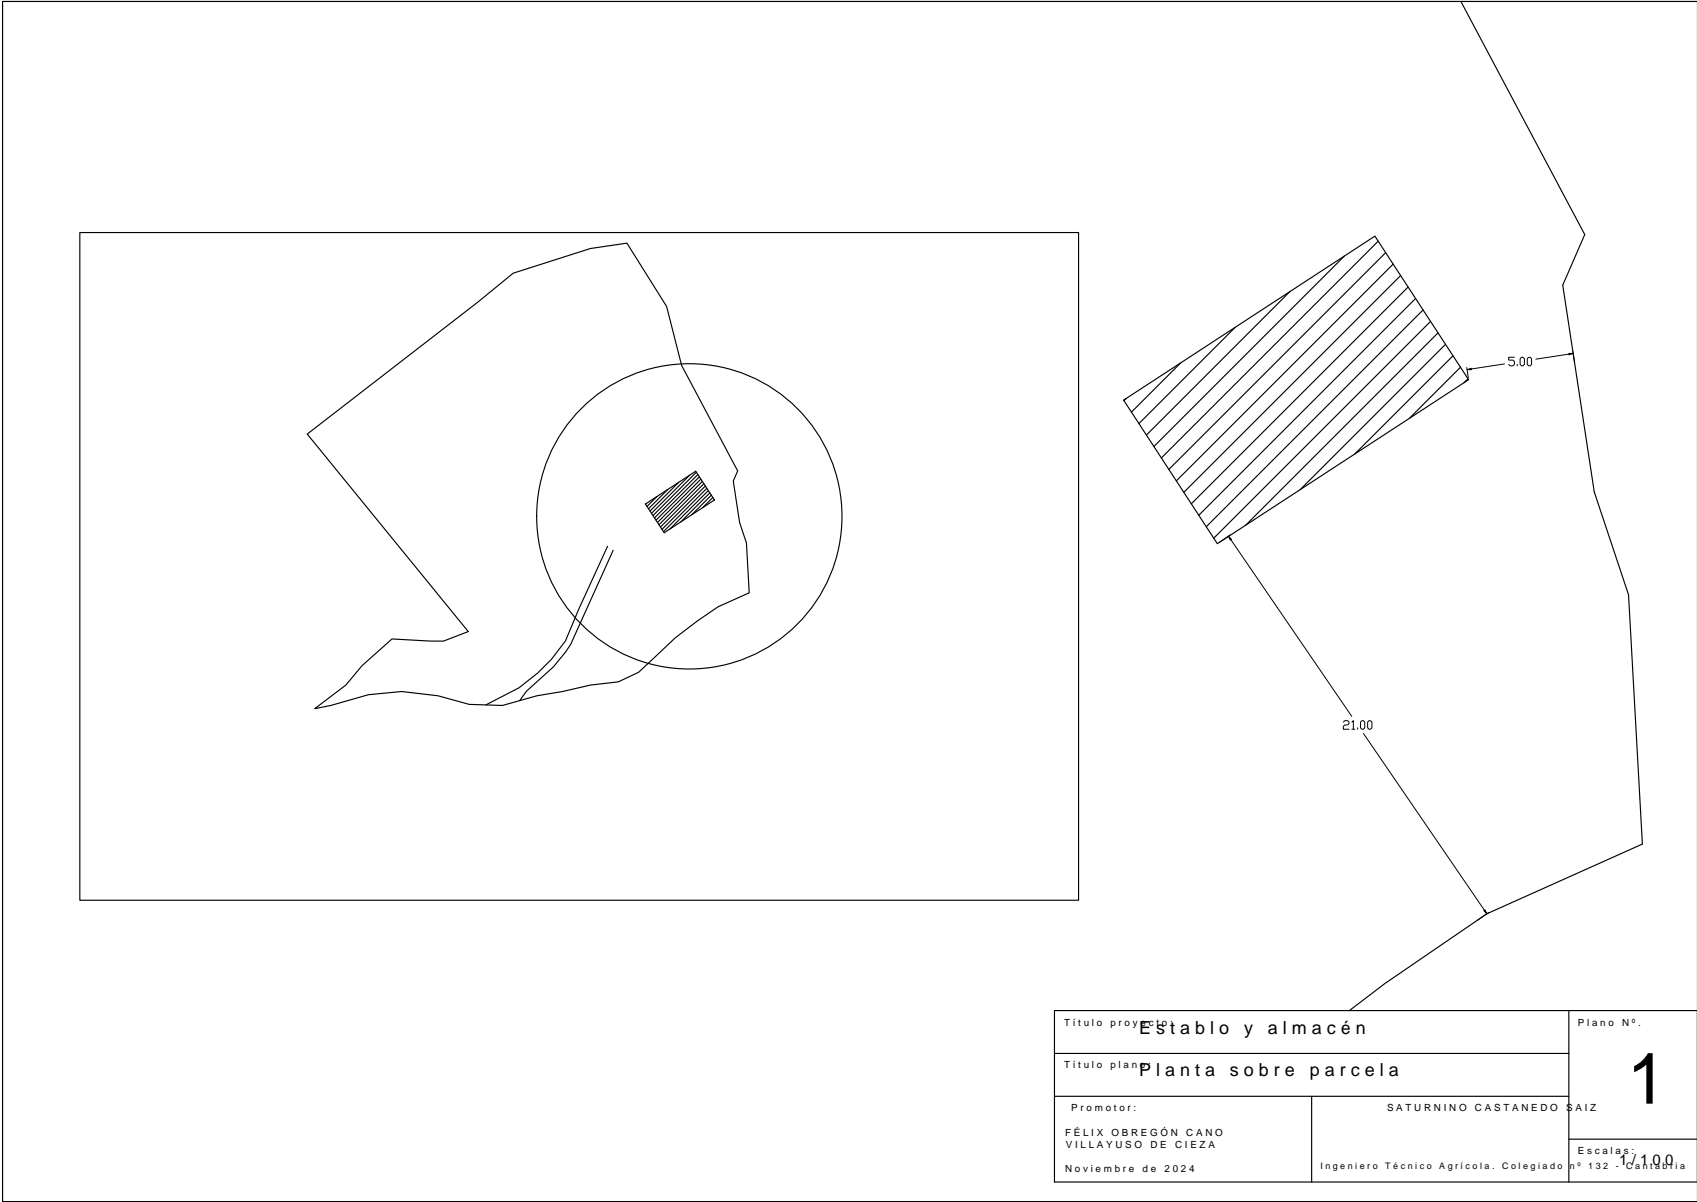 5.00
21.00
Título proyecto: Establo y almacén
Título plano: Planta sobre parcela
Plano Nº.
1
Promotor:
FÉLIX OBREGÓN CANO
VILLAYUSO DE CIEZA
Noviembre de 2024
SATURNINO CASTANEDO SAIZ
Ingeniero Técnico Agrícola. Colegiado nº 132 - Cantabria
Escalas:
1/100